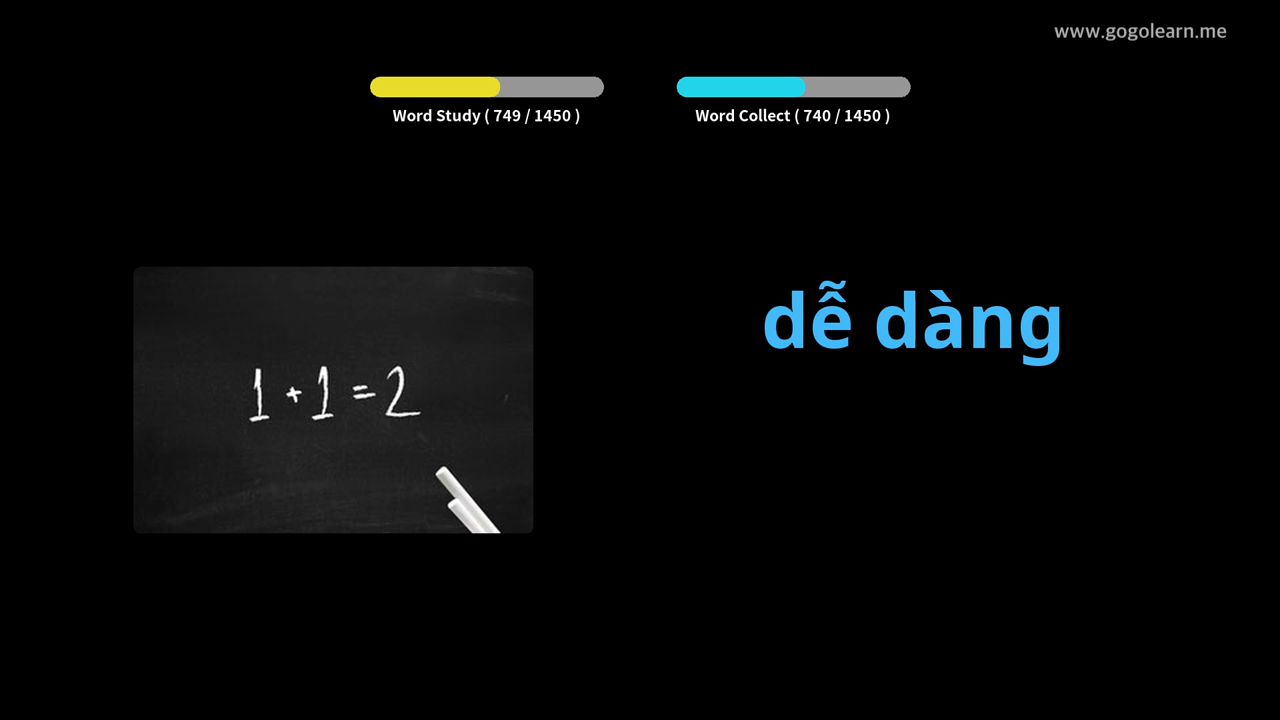 www.gogolearn.me
Word Study ( 749 / 1450 )
Word Collect ( 740 / 1450 )
dễ dàng
1 + 1 = 2